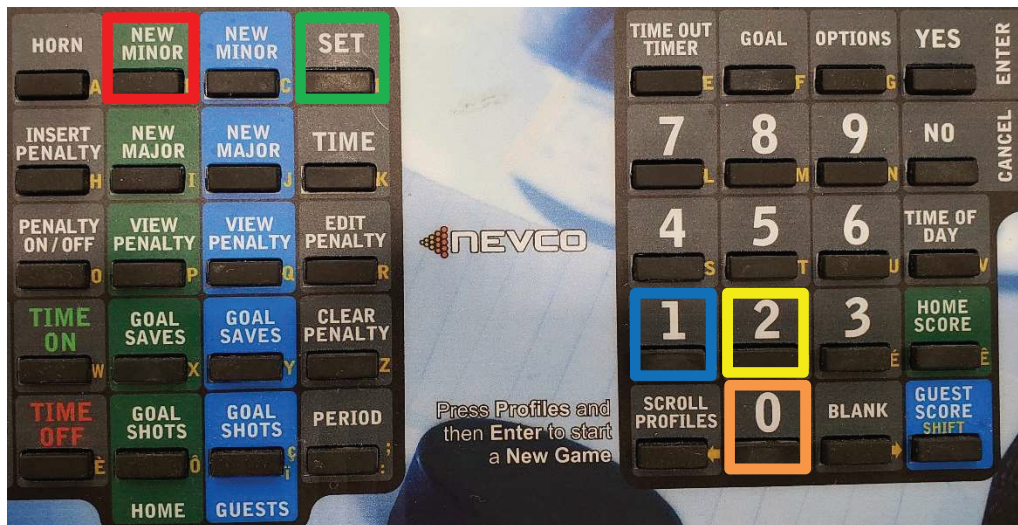 HORN
NEW
MINOR
NEW
MINOR
SET
A
C
INSERT
PENALTY
NEW
MAJOR
NEW
MAJOR
TIME
H
I
J
K
PENALTY
ON/OFF
VIEW
PENALTY
VIEW
PENALTY
EDIT
PENALTY
O
P
Q
R
TIME
ON
GOAL
SAVES
GOAL
SAVES
CLEAR
PENALTY
W
X
Y
Z
TIME
OFF
GOAL
SHOTS
GOAL
SHOTS
PERIOD
È
Ô
Ç
Ï
;
:
HOME
GUESTS
NEVCO
Press Profiles and
then Enter to start
a New Game
TIME OUT
TIMER
GOAL
OPTIONS
YES
ENTER
E
F
G
7
8
9
NO
CANCEL
L
M
N
4
5
6
TIME OF
DAY
S
T
U
V
1
2
3
HOME
SCORE
É
Ê
SCROLL
PROFILES
0
BLANK
GUEST
SCORE
SHIFT